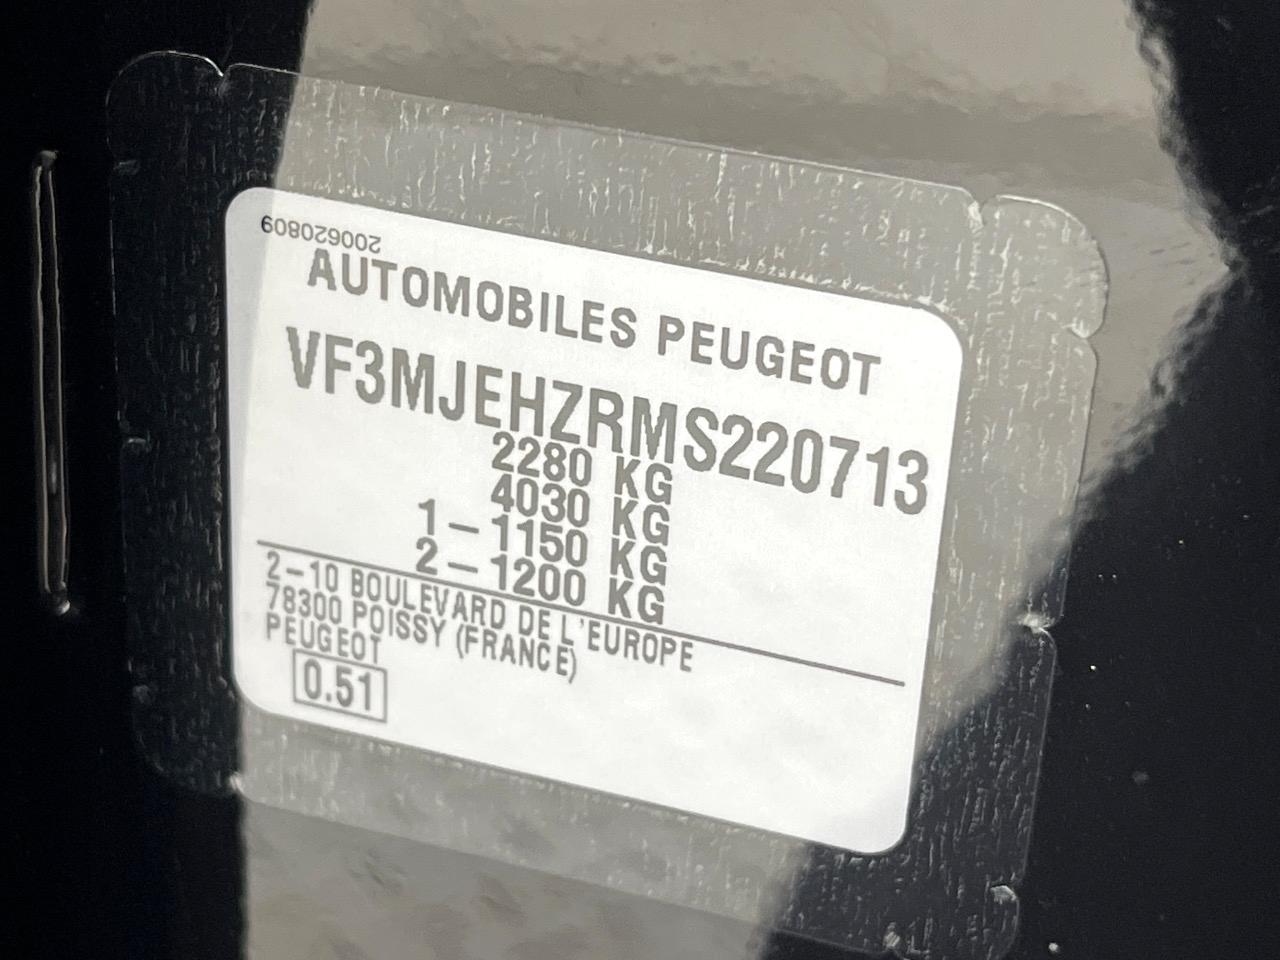 200620809
AUTOMOBILES PEUGEOT
VF3MJEHZRMS220713
2280 KG
4030 KG
1-1150 KG
2-1200 KG
2-10 BOULEVARD DE L'EUROPE
78300 POISSY (FRANCE)
PEUGEOT
0.51